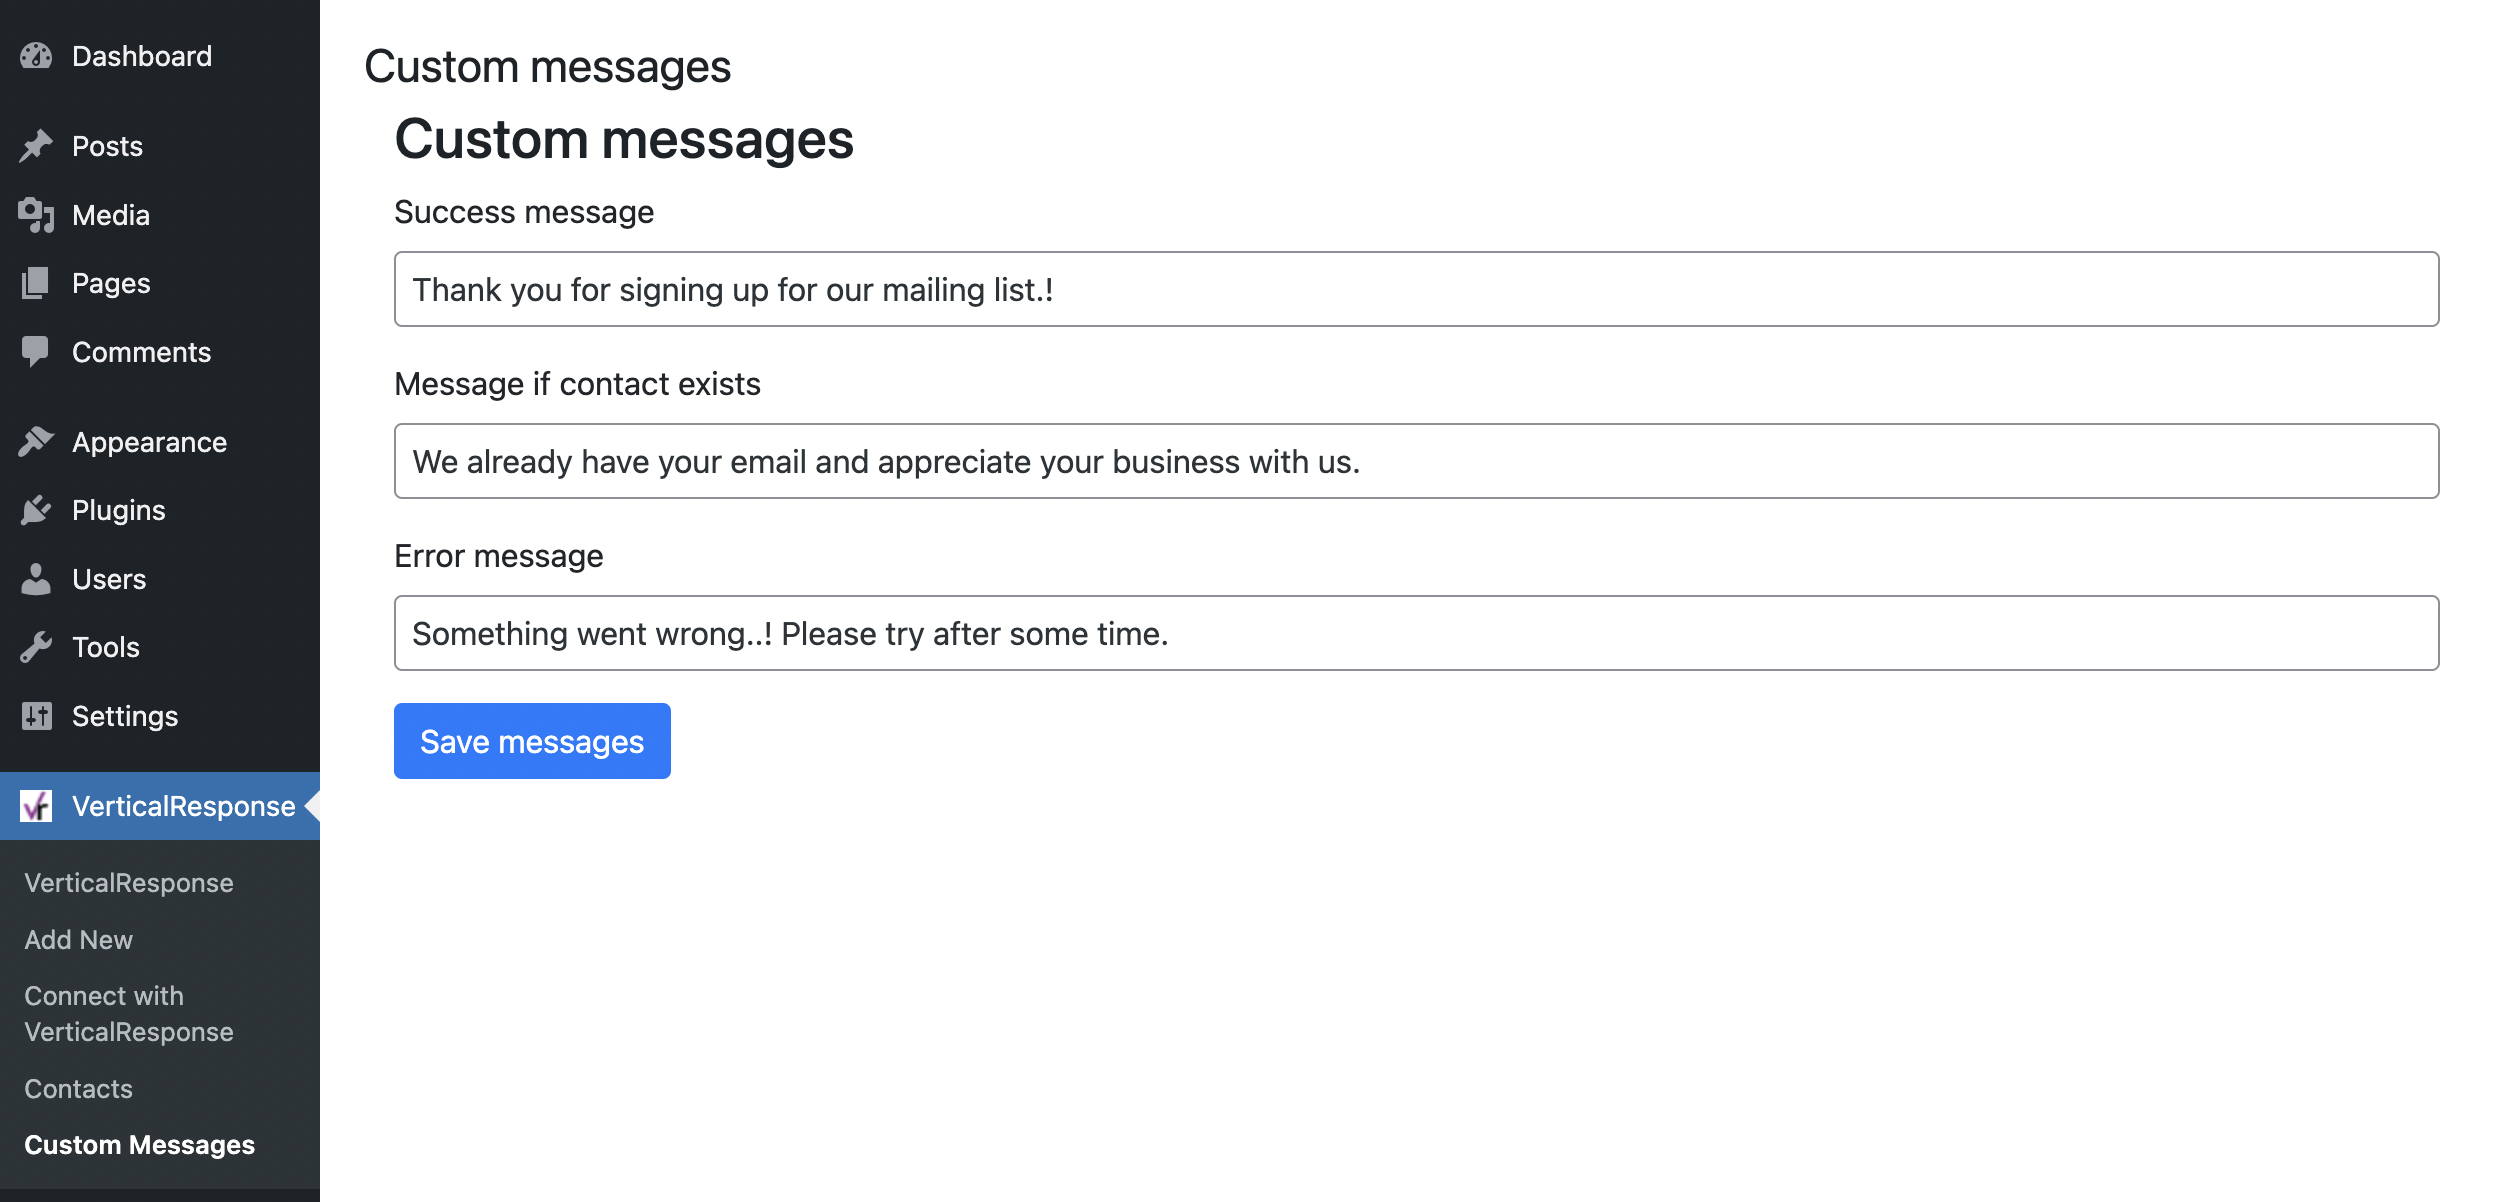 Dashboard
Posts
Media
Pages
Comments
Appearance
Plugins
Users
Tools
Settings
VerticalResponse
VerticalResponse
Add New
Connect with
VerticalResponse
Contacts
Custom Messages
Custom messages
Custom messages
Success message
Thank you for signing up for our mailing list.!
Message if contact exists
We already have your email and appreciate your business with us.
Error message
Something went wrong..! Please try after some time.
Save messages